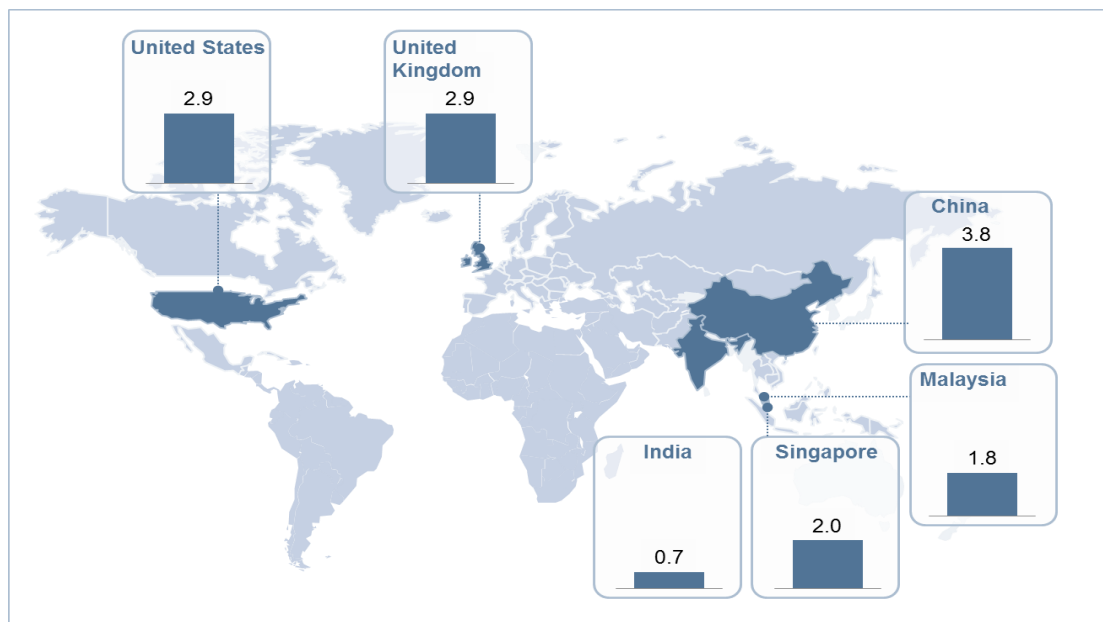 United States
2.9
United
Kingdom
2.9
China
3.8
Malaysia
1.8
India
0.7
Singapore
2.0